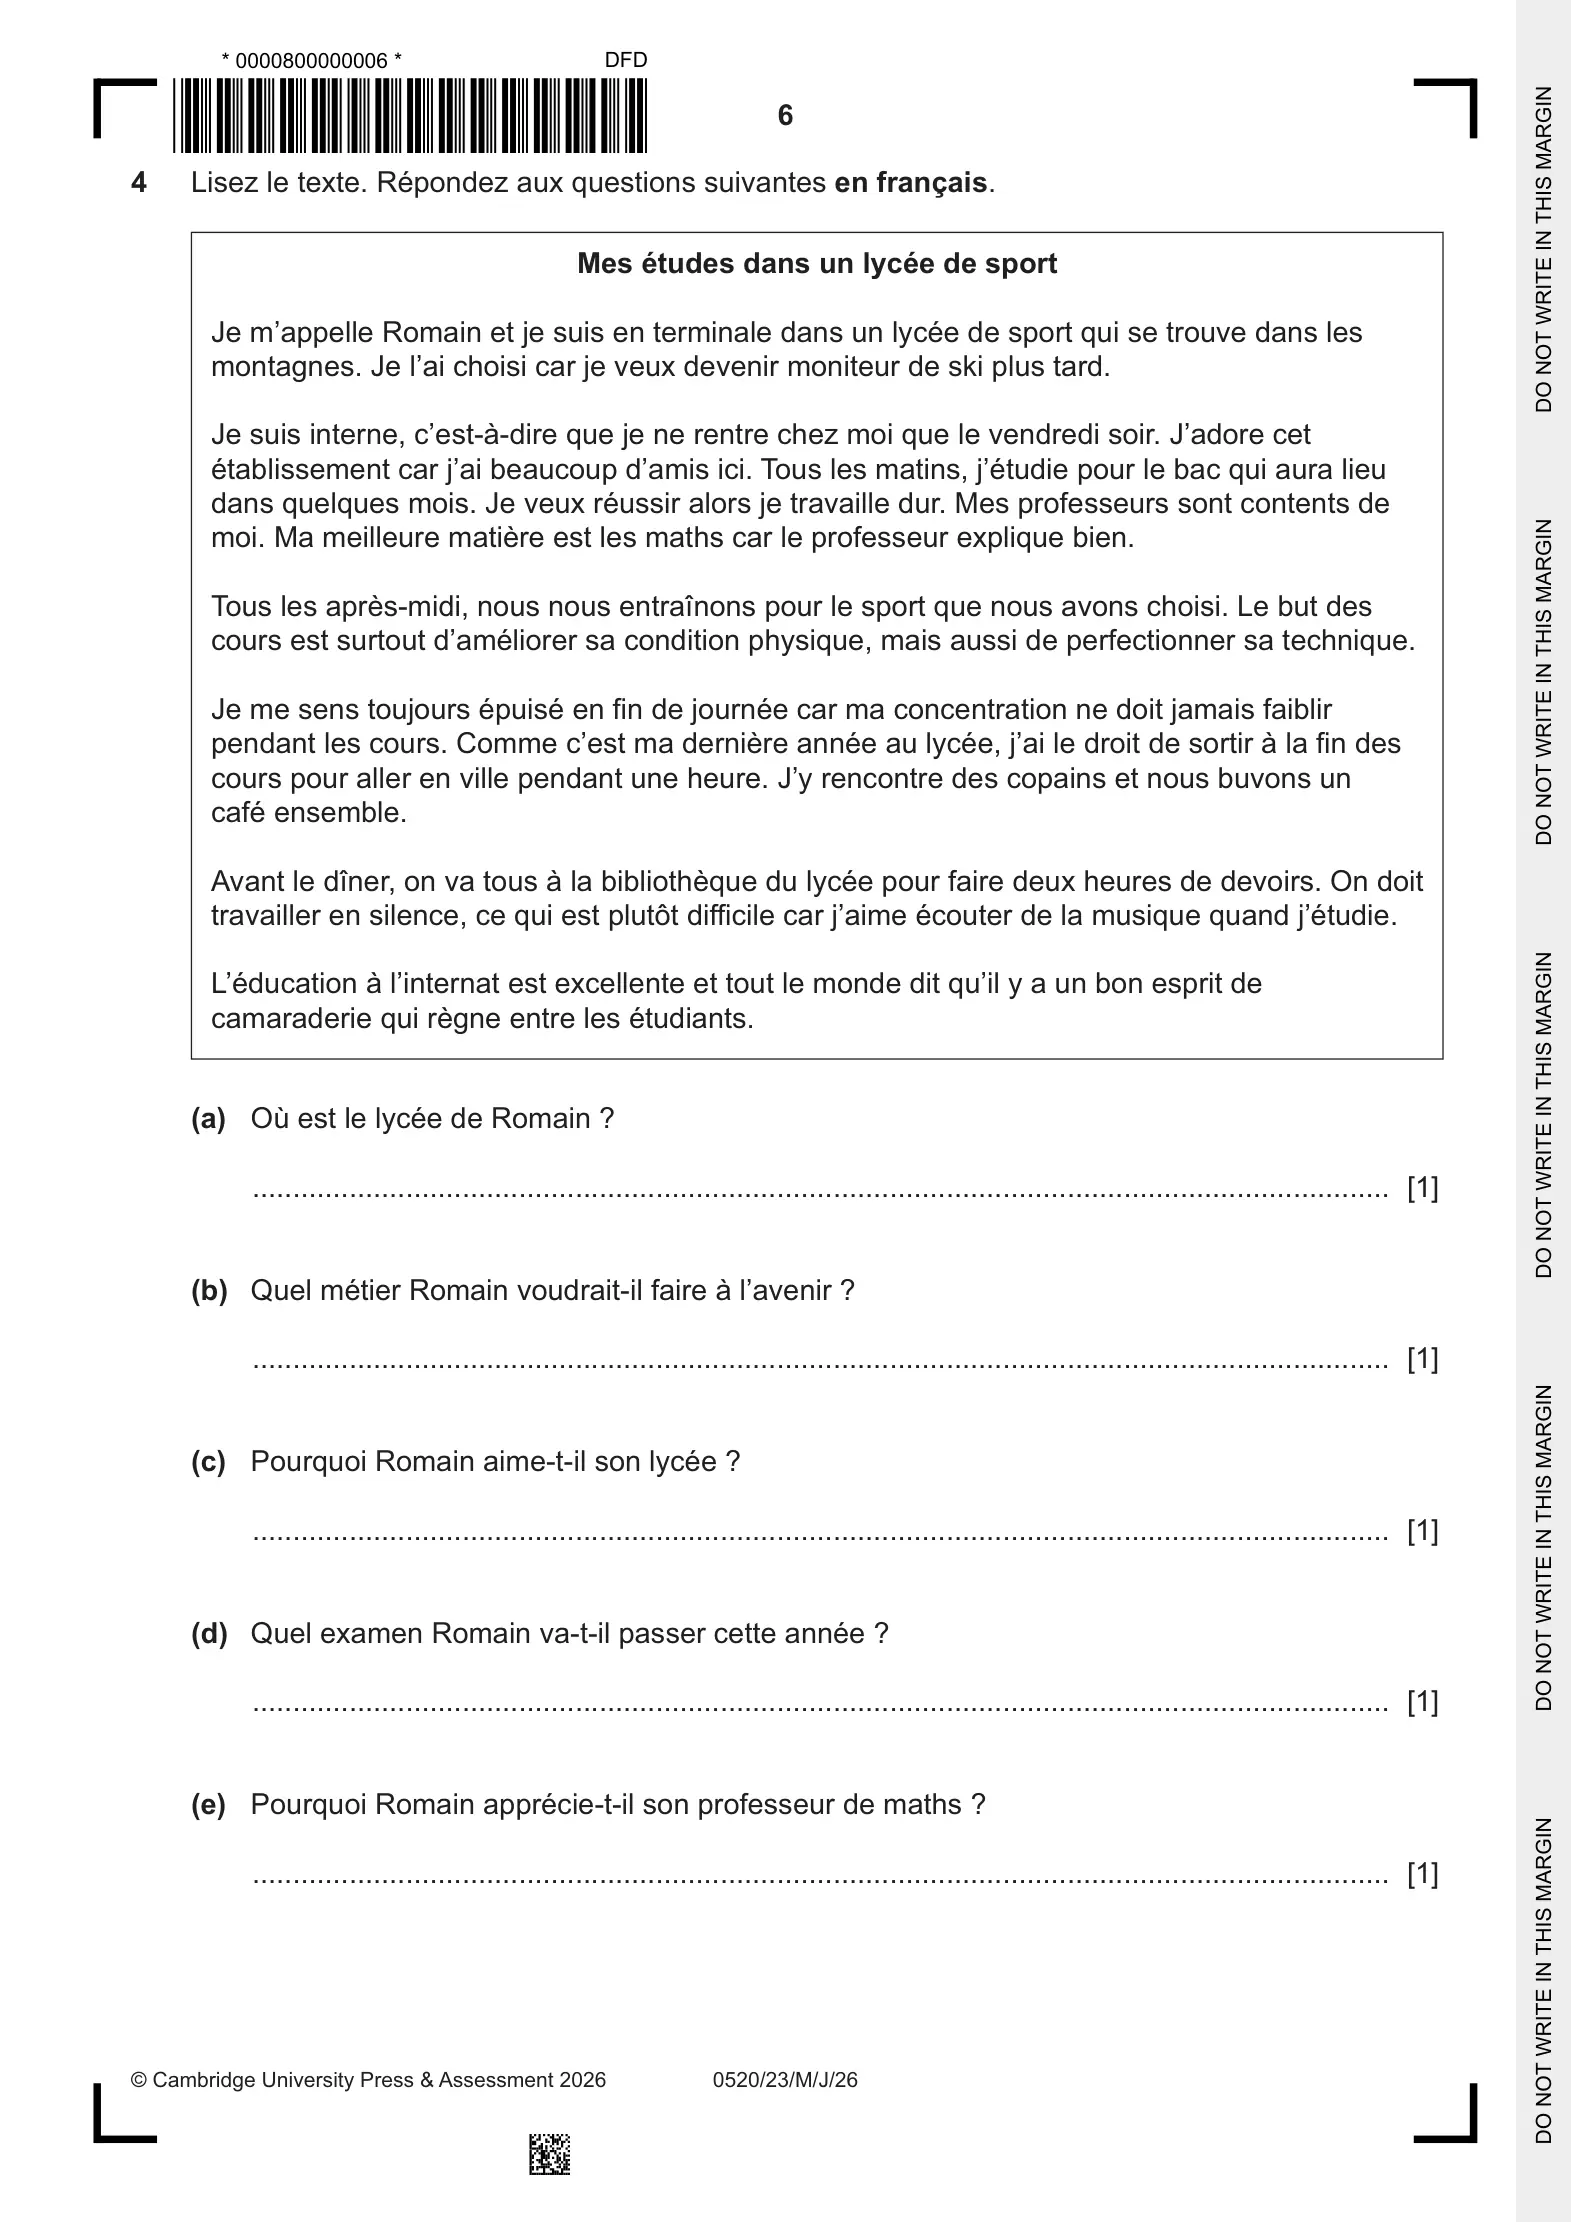 * 0000800000006 *
DFD
6
4 Lisez le texte. Répondez aux questions suivantes en français.
Mes études dans un lycée de sport
Je m’appelle Romain et je suis en terminale dans un lycée de sport qui se trouve dans les
montagnes. Je l’ai choisi car je veux devenir moniteur de ski plus tard.
Je suis interne, c’est-à-dire que je ne rentre chez moi que le vendredi soir. J’adore cet
établissement car j’ai beaucoup d’amis ici. Tous les matins, j’étudie pour le bac qui aura lieu
dans quelques mois. Je veux réussir alors je travaille dur. Mes professeurs sont contents de
moi. Ma meilleure matière est les maths car le professeur explique bien.
Tous les après-midi, nous nous entraînons pour le sport que nous avons choisi. Le but des
cours est surtout d’améliorer sa condition physique, mais aussi de perfectionner sa technique.
Je me sens toujours épuisé en fin de journée car ma concentration ne doit jamais faiblir
pendant les cours. Comme c’est ma dernière année au lycée, j’ai le droit de sortir à la fin des
cours pour aller en ville pendant une heure. J’y rencontre des copains et nous buvons un
café ensemble.
Avant le dîner, on va tous à la bibliothèque du lycée pour faire deux heures de devoirs. On doit
travailler en silence, ce qui est plutôt difficile car j’aime écouter de la musique quand j’étudie.
L’éducation à l’internat est excellente et tout le monde dit qu’il y a un bon esprit de
camaraderie qui règne entre les étudiants.
(a) Où est le lycée de Romain ?
[1]
(b) Quel métier Romain voudrait-il faire à l’avenir ?
[1]
(c) Pourquoi Romain aime-t-il son lycée ?
[1]
(d) Quel examen Romain va-t-il passer cette année ?
[1]
(e) Pourquoi Romain apprécie-t-il son professeur de maths ?
[1]
© Cambridge University Press & Assessment 2026 0520/23/M/J/26
DO NOT WRITE IN THIS MARGIN
DO NOT WRITE IN THIS MARGIN
DO NOT WRITE IN THIS MARGIN
DO NOT WRITE IN THIS MARGIN
DO NOT WRITE IN THIS MARGIN